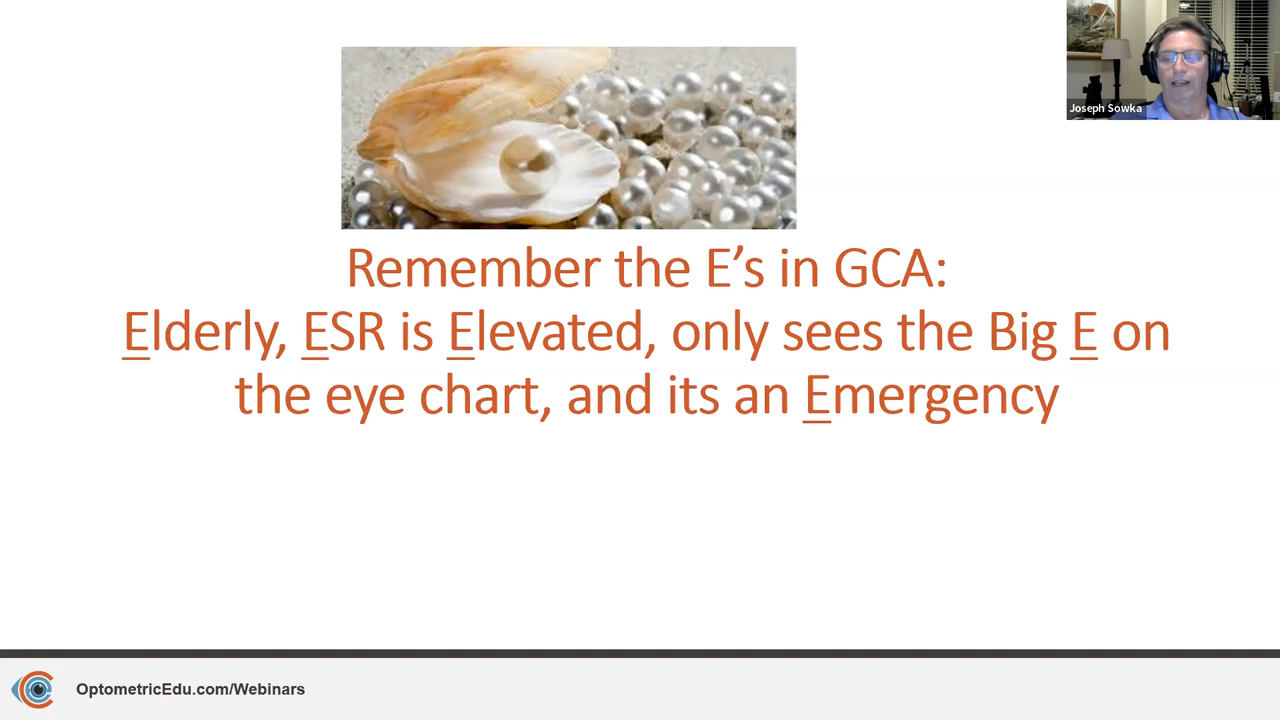 Joseph Sowka
Remember the E’s in GCA:
Elderly, ESR is Elevated, only sees the Big E on
the eye chart, and its an Emergency
OptometricEdu.com/Webinars